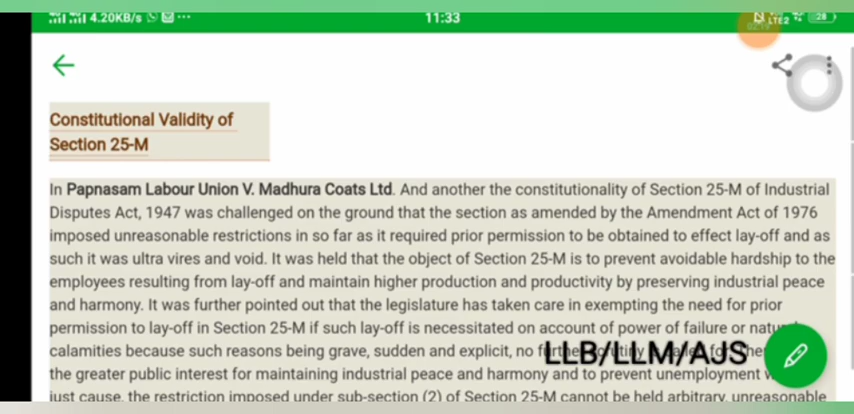 4.20KB/s
11:33
LTE2
28
02:19
Constitutional Validity of
Section 25-M
In Papnasam Labour Union V. Madhura Coats Ltd. And another the constitutionality of Section 25-M of Industrial
Disputes Act, 1947 was challenged on the ground that the section as amended by the Amendment Act of 1976
imposed unreasonable restrictions in so far as it required prior permission to be obtained to effect lay-off and as
such it was ultra vires and void. It was held that the object of Section 25-M is to prevent avoidable hardship to the
employees resulting from lay-off and maintain higher production and productivity by preserving industrial peace
and harmony. It was further pointed out that the legislature has taken care in exempting the need for prior
permission to lay-off in Section 25-M if such lay-off is necessitated on account of power of failure or
calamities because such reasons being grave, sudden and explicit, no
LLB/LLM/AJS
the greater public interest for maintaining industrial peace and harmony and to prevent unemployment
just cause, the restriction imposed under sub-section (2) of Section 25-M cannot be held arbitrary, unreasonable